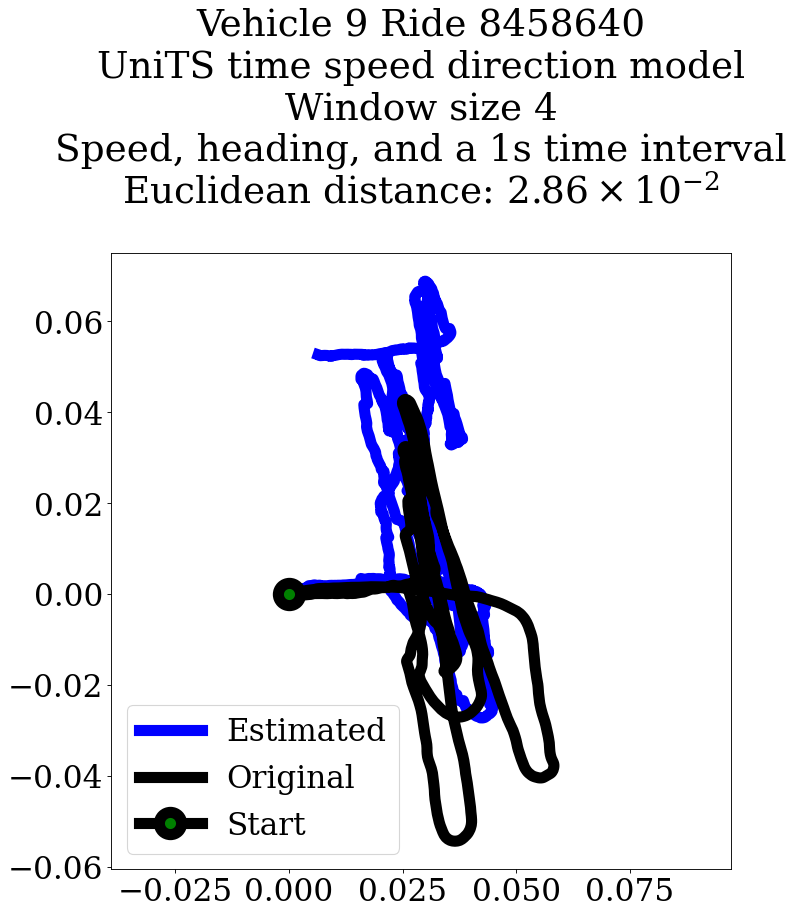 Vehicle 9 Ride 8458640
UniTS time speed direction model
Window size 4
Speed, heading, and a 1s time interval
Euclidean distance: 2.86 × 10⁻²
0.06
0.04
0.02
0.00
−0.02
−0.04
−0.06
Estimated
Original
Start
−0.025 0.000 0.025 0.050 0.075